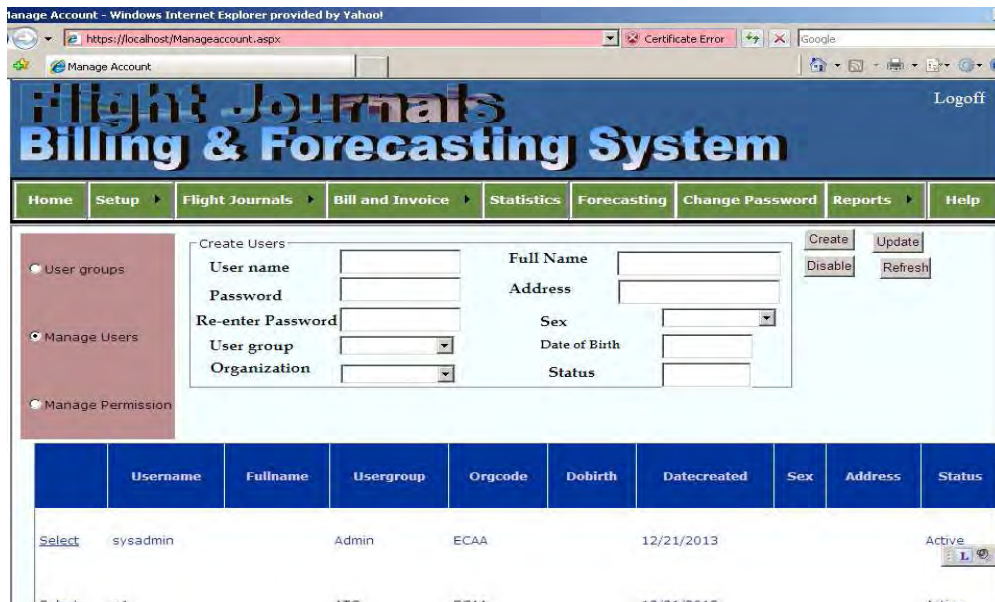 Manage Account - Windows Internet Explorer provided by Yahoo!
https://localhost/Manageaccount.aspx
Certificate Error
Google
Manage Account
Flight Journals
Logoff
Billing & Forecasting System
Home Setup Flight Journals Bill and Invoice Statistics Forecasting Change Password Reports Help
User groups
Manage Users
Manage Permission
Create Users
User name
Full Name
Password
Address
Re-enter Password
Sex
User group
Date of Birth
Organization
Status
Create Update
Disable Refresh
Username Fullname Usergroup Orgcode Dobirth Datecreated Sex Address Status
Select sysadmin Admin ECAA 12/21/2013 Active
L